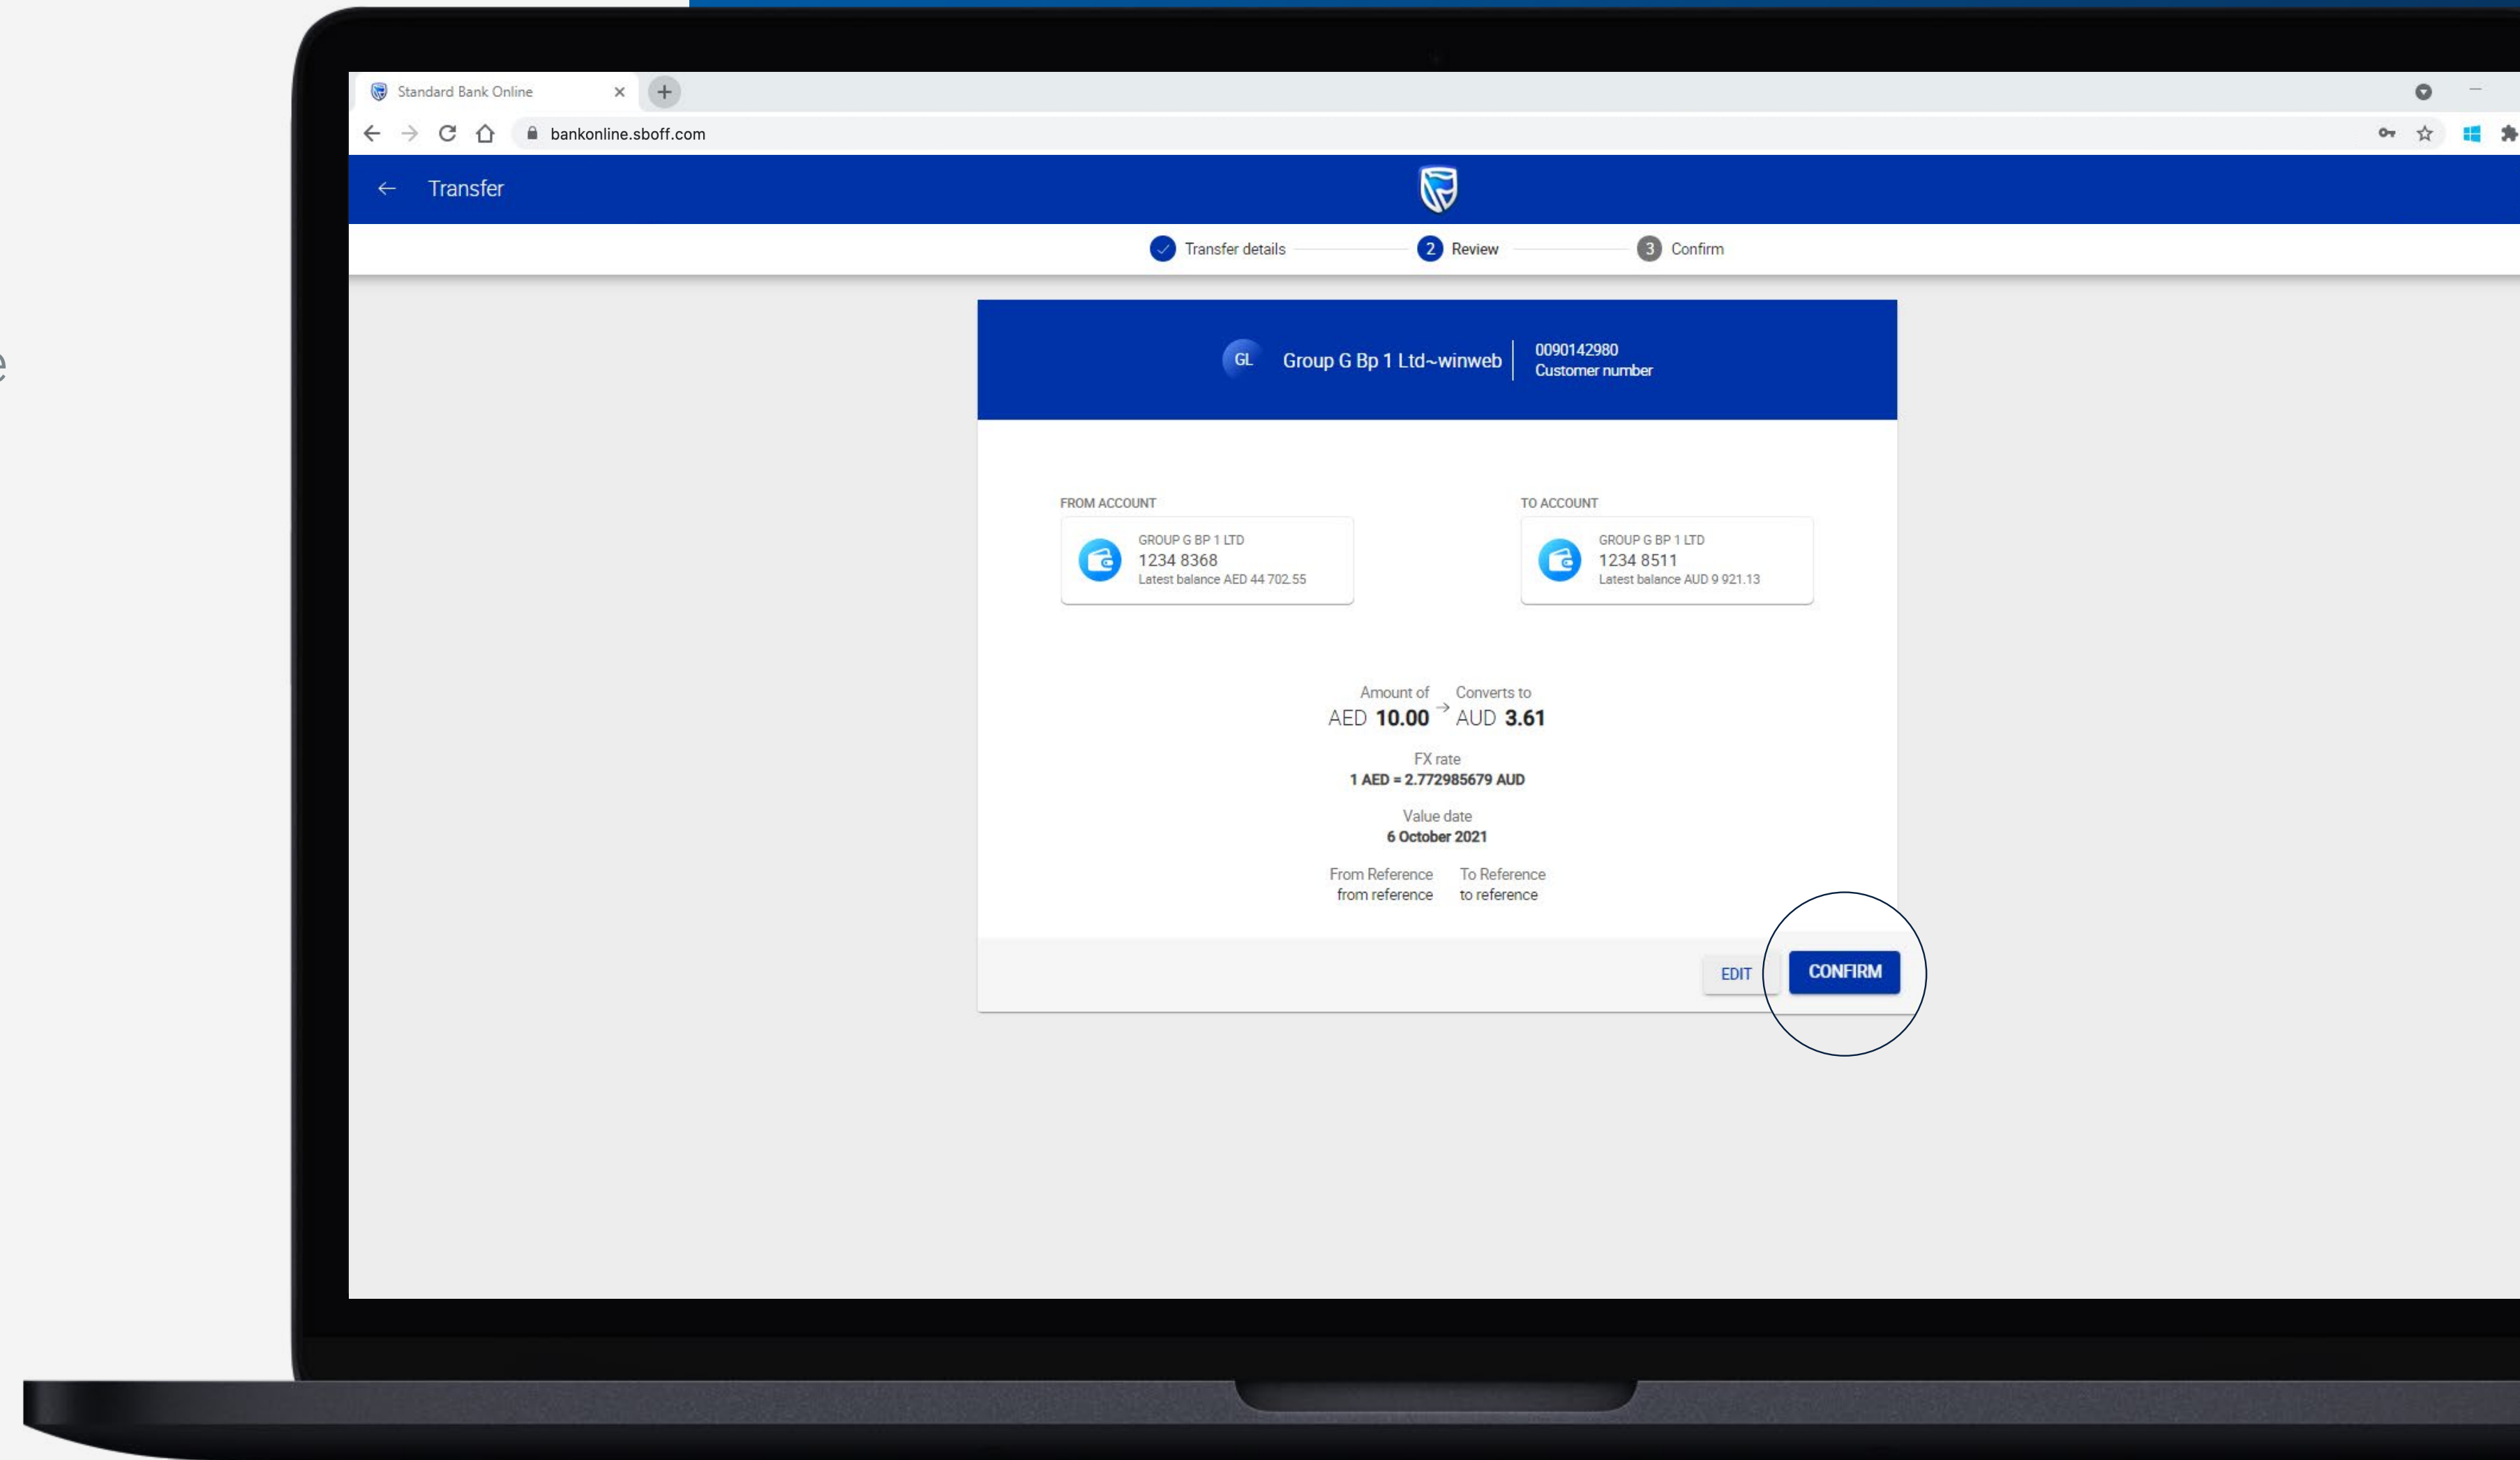 Standard Bank Online
bankonline.sboff.com
Transfer
Transfer details
2 Review
3 Confirm
GL
Group G Bp 1 Ltd~winweb
0090142980
Customer number
FROM ACCOUNT
GROUP G BP 1 LTD
1234 8368
Latest balance AED 44 702.55
TO ACCOUNT
GROUP G BP 1 LTD
1234 8511
Latest balance AUD 9 921.13
Amount of
AED 10.00
Converts to
AUD 3.61
FX rate
1 AED = 2.772985679 AUD
Value date
6 October 2021
From Reference
from reference
To Reference
to reference
EDIT
CONFIRM